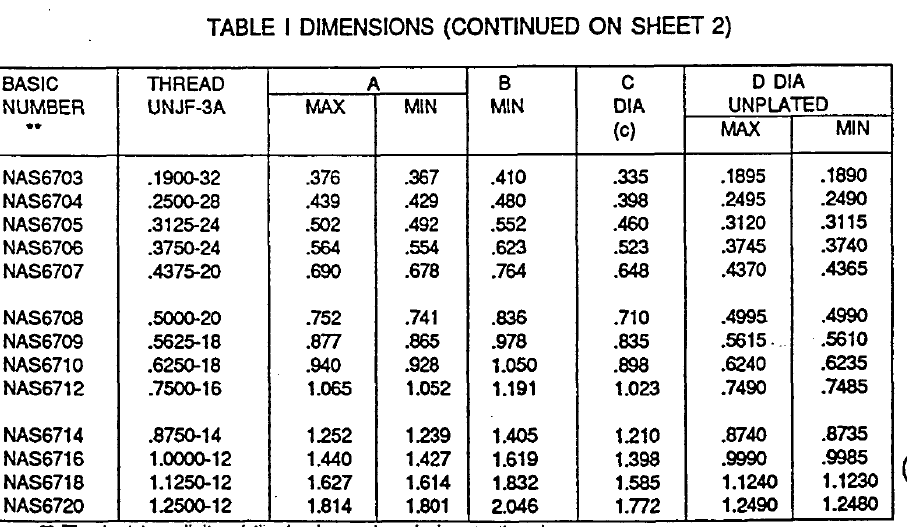 TABLE I DIMENSIONS (CONTINUED ON SHEET 2)
BASIC THREAD A B C D DIA
NUMBER UNJF-3A MAX MIN MIN DIA UNPLATED
** (c) MAX MIN
NAS6703 .1900-32 .376 .367 .410 .335 .1895 .1890
NAS6704 .2500-28 .439 .429 .480 .398 .2495 .2490
NAS6705 .3125-24 .502 .492 .552 .460 .3120 .3115
NAS6706 .3750-24 .564 .554 .623 .523 .3745 .3740
NAS6707 .4375-20 .690 .678 .764 .648 .4370 .4365
NAS6708 .5000-20 .752 .741 .836 .710 .4995 .4990
NAS6709 .5625-18 .877 .865 .978 .835 .5615 .5610
NAS6710 .6250-18 .940 .928 1.050 .898 .6240 .6235
NAS6712 .7500-16 1.065 1.052 1.191 1.023 .7490 .7485
NAS6714 .8750-14 1.252 1.239 1.405 1.210 .8740 .8735
NAS6716 1.0000-12 1.440 1.427 1.619 1.398 .9990 .9985
NAS6718 1.1250-12 1.627 1.614 1.832 1.585 1.1240 1.1230
NAS6720 1.2500-12 1.814 1.801 2.046 1.772 1.2490 1.2480